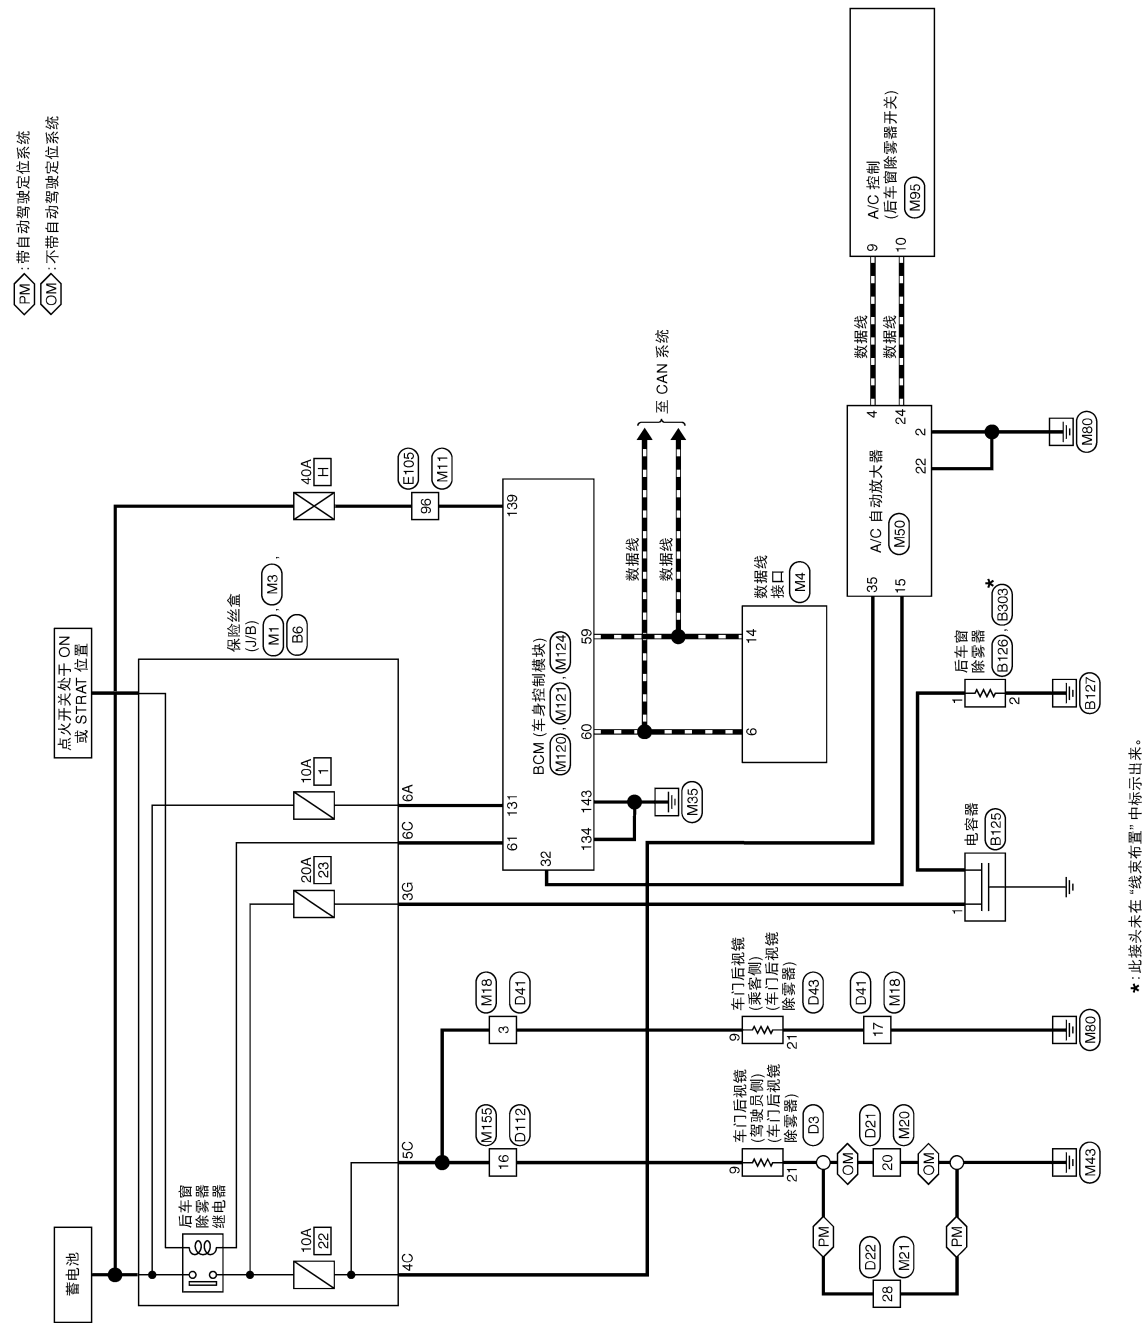 PM : 带自动驾驶定位系统
OM : 不带自动驾驶定位系统
蓄电池
点火开关处于 ON
或 STRAT 位置
后车窗
除雾器
继电器
10A
22
20A
23
10A
1
保险丝盒
(J/B)
M1 , M3 ,
B6
40A
H
4C
5C
3G
6C
6A
E105
96
M11
61
131
139
32
BCM (车身控制模块)
M120 , M121 , M124
134
143
60
59
M35
数据线
数据线
至 CAN 系统
6
14
数据线
接口
M4
M155
16
D112
M18
3
D41
9
车门后视镜
(驾驶员侧)
(车门后视镜
除雾器)
D3
21
9
车门后视镜
(乘客侧)
(车门后视镜
除雾器)
D43
21
OM
D21
20
M20
OM
PM
D22
28
M21
PM
M43
D41
17
M18
M80
1
电容器
B125
1
后车窗
除雾器
B126 , B303 *
2
B127
35
15
A/C 自动放大器
M50
22
2
4
24
M80
数据线
数据线
9
10
A/C 控制
(后车窗除雾器开关)
M95
* : 此接头未在 “线束布置” 中标示出来。